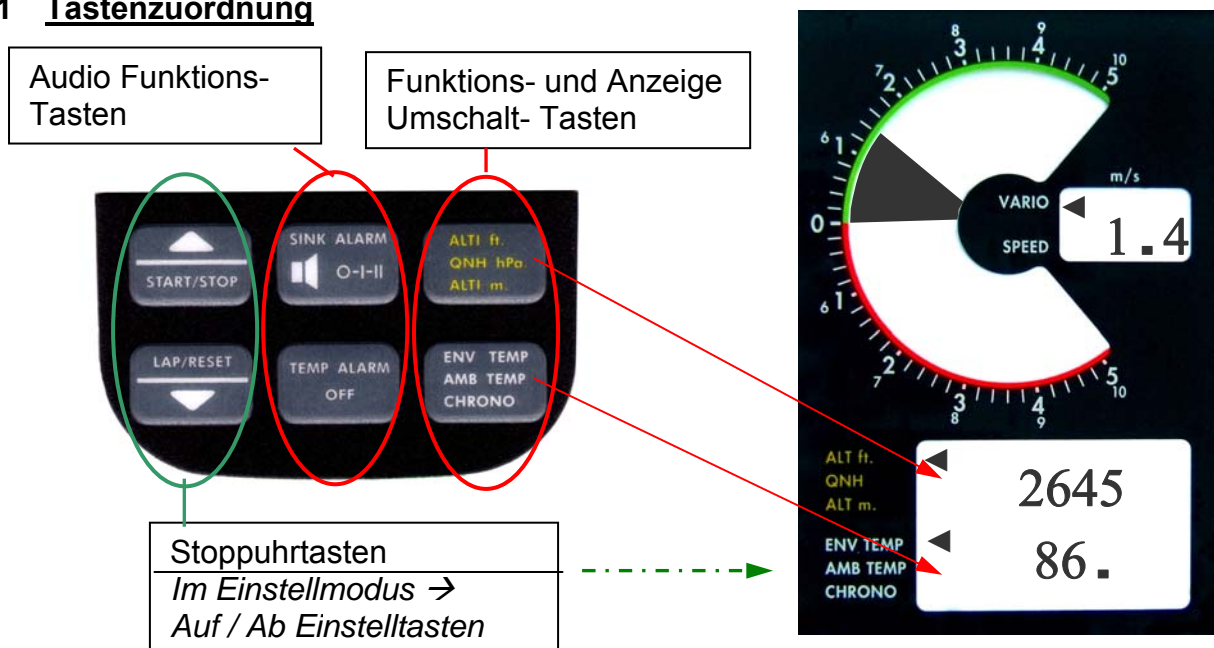 1 Tastenzuordnung
Audio Funktions-
Tasten
Funktions- und Anzeige
Umschalt- Tasten
START/STOP
SINK ALARM
O-I-II
ALTI ft.
QNH hPa.
ALTI m.
LAP/RESET
TEMP ALARM
OFF
ENV TEMP
AMB TEMP
CHRONO
Stoppuhrtasten
Im Einstellmodus →
Auf / Ab Einstelltasten
8 9
3 4
7 2 5 10
6 1
m/s
VARIO
1.4
0
SPEED
6 1
7 2 5 10
3 4
8 9
ALT ft.
QNH
ALT m.
2645
ENV TEMP
AMB TEMP
CHRONO
86.